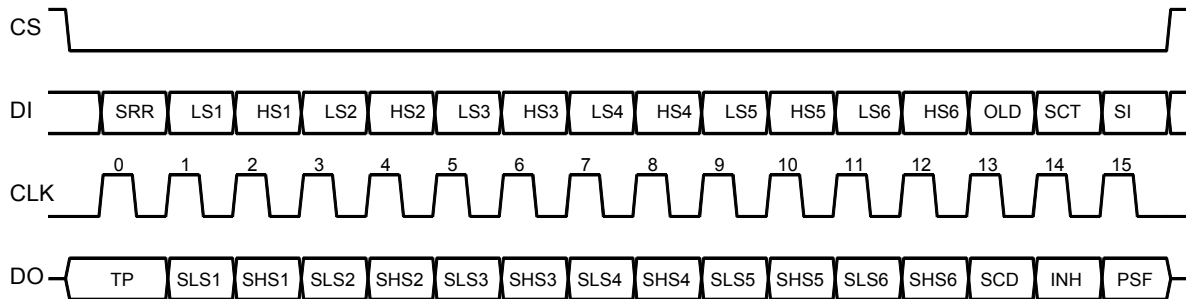 CS
DI SRR LS1 HS1 LS2 HS2 LS3 HS3 LS4 HS4 LS5 HS5 LS6 HS6 OLD SCT SI
0 1 2 3 4 5 6 7 8 9 10 11 12 13 14 15
CLK
DO TP SLS1 SHS1 SLS2 SHS2 SLS3 SHS3 SLS4 SHS4 SLS5 SHS5 SLS6 SHS6 SCD INH PSF